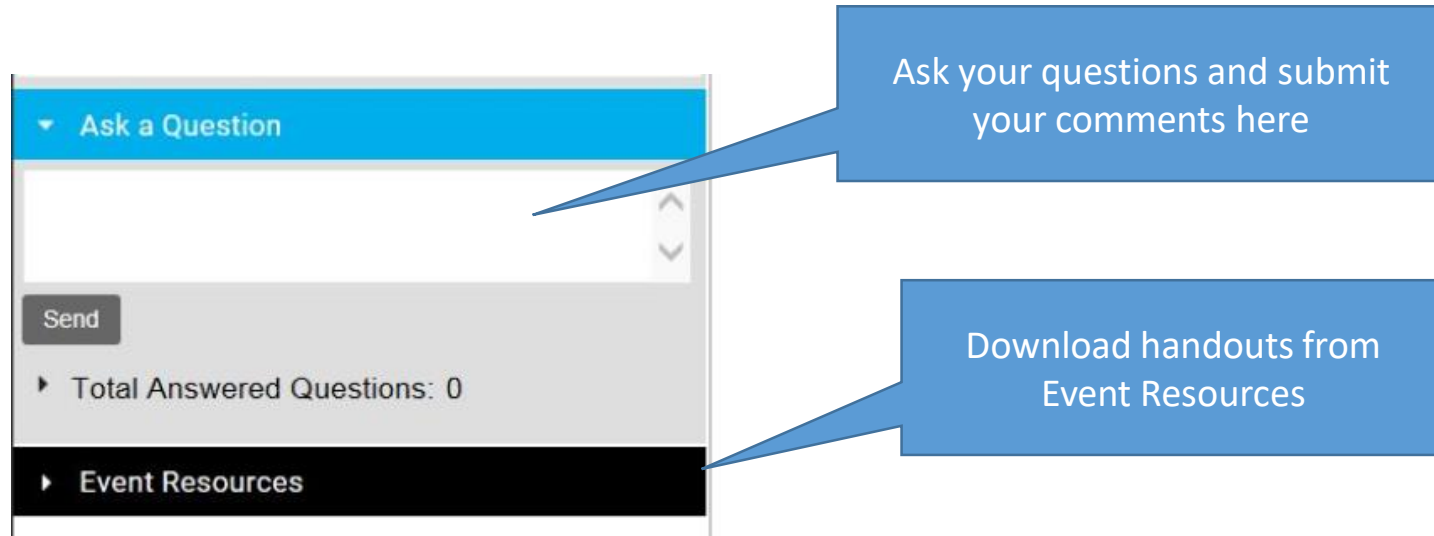 Ask your questions and submit
your comments here
Ask a Question
Send
Total Answered Questions: 0
Download handouts from
Event Resources
Event Resources